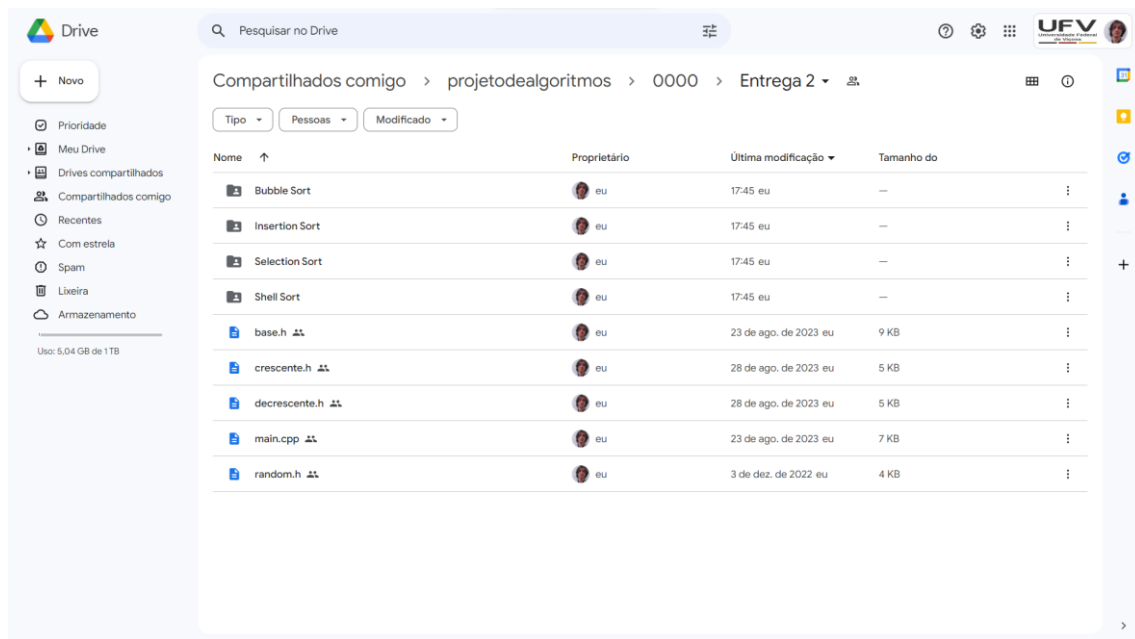 Drive
Pesquisar no Drive
UFV
Universidade Federal
de Viçosa
Novo
Compartilhados comigo > projetodealgoritmos > 0000 > Entrega 2
31
Tipo Pessoas Modificado
Prioridade
Meu Drive
Drives compartilhados
Compartilhados comigo
Recentes
Com estrela
Spam
Lixeira
Armazenamento
Uso: 5,04 GB de 1 TB
Nome Proprietário Última modificação Tamanho do
Bubble Sort eu 17:45 eu —
Insertion Sort eu 17:45 eu —
Selection Sort eu 17:45 eu —
Shell Sort eu 17:45 eu —
base.h eu 23 de ago. de 2023 eu 9 KB
crescente.h eu 28 de ago. de 2023 eu 5 KB
decrescente.h eu 28 de ago. de 2023 eu 5 KB
main.cpp eu 23 de ago. de 2023 eu 7 KB
random.h eu 3 de dez. de 2022 eu 4 KB